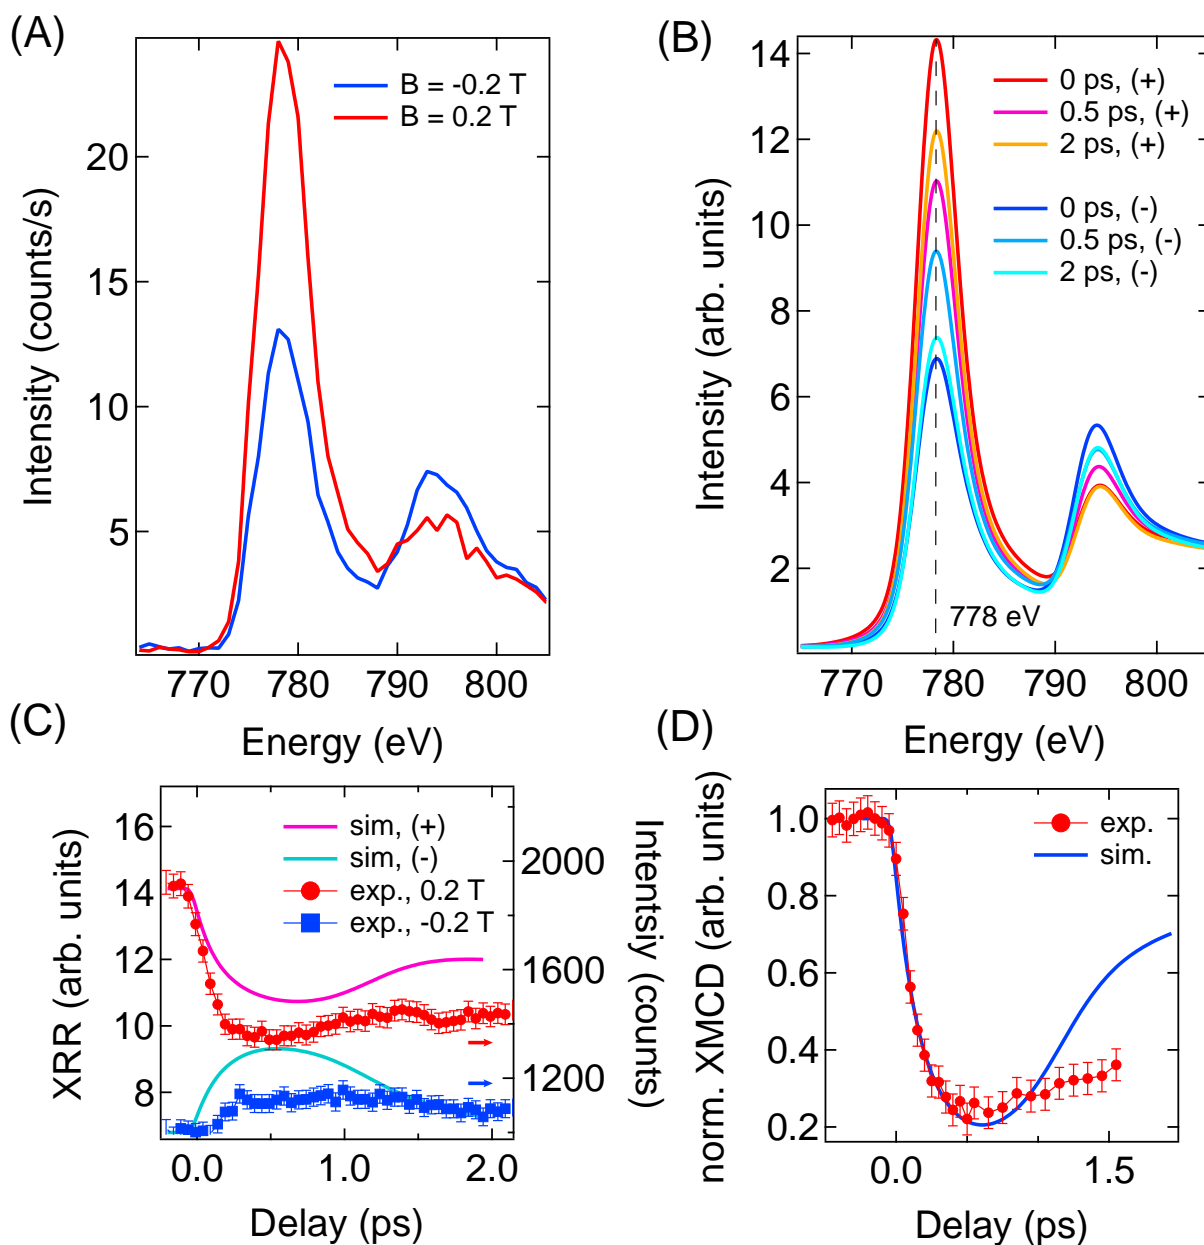 (A)
B = -0.2 T
B = 0.2 T
20
15
10
5
Intensity (counts/s)
770 780 790 800
Energy (eV)
(B)
0 ps, (+)
0.5 ps, (+)
2 ps, (+)
0 ps, (-)
0.5 ps, (-)
2 ps, (-)
14
12
10
8
6
4
2
Intensity (arb. units)
778 eV
770 780 790 800
Energy (eV)
(C)
sim, (+)
sim, (-)
exp., 0.2 T
exp., -0.2 T
16
14
12
10
8
XRR (arb. units)
2000
1600
1200
Intentsiy (counts)
0.0 1.0 2.0
Delay (ps)
(D)
exp.
sim.
1.0
0.8
0.6
0.4
0.2
norm. XMCD (arb. units)
0.0 1.5
Delay (ps)